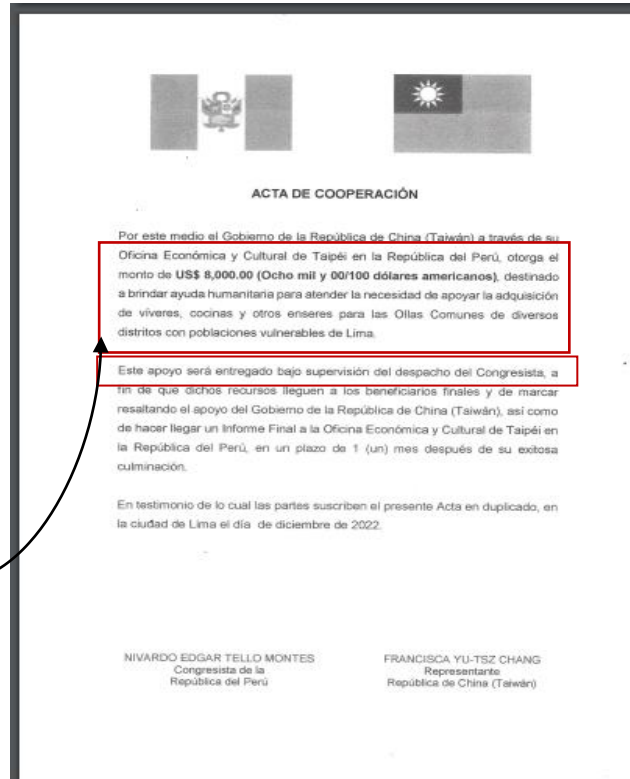 ACTA DE COOPERACIÓN
Por este medio el Gobierno de la República de China (Taiwán) a través de su
Oficina Económica y Cultural de Taipéi en la República del Perú, otorga el
monto de US$ 8,000.00 (Ocho mil y 00/100 dólares americanos), destinado
a brindar ayuda humanitaria para atender la necesidad de apoyar la adquisición
de víveres, cocinas y otros enseres para las Ollas Comunes de diversos
distritos con poblaciones vulnerables de Lima.
Este apoyo será entregado bajo supervisión del despacho del Congresista, a
fin de que dichos recursos lleguen a los beneficiarios finales y de marcar
resaltando el apoyo del Gobierno de la República de China (Taiwán), así como
de hacer llegar un Informe Final a la Oficina Económica y Cultural de Taipéi en
la República del Perú, en un plazo de 1 (un) mes después de su exitosa
culminación.
En testimonio de lo cual las partes suscriben el presente Acta en duplicado, en
la ciudad de Lima el día de diciembre de 2022.
NIVARDO EDGAR TELLO MONTES
Congresista de la
República del Perú
FRANCISCA YU-TSZ CHANG
Representante
República de China (Taiwán)